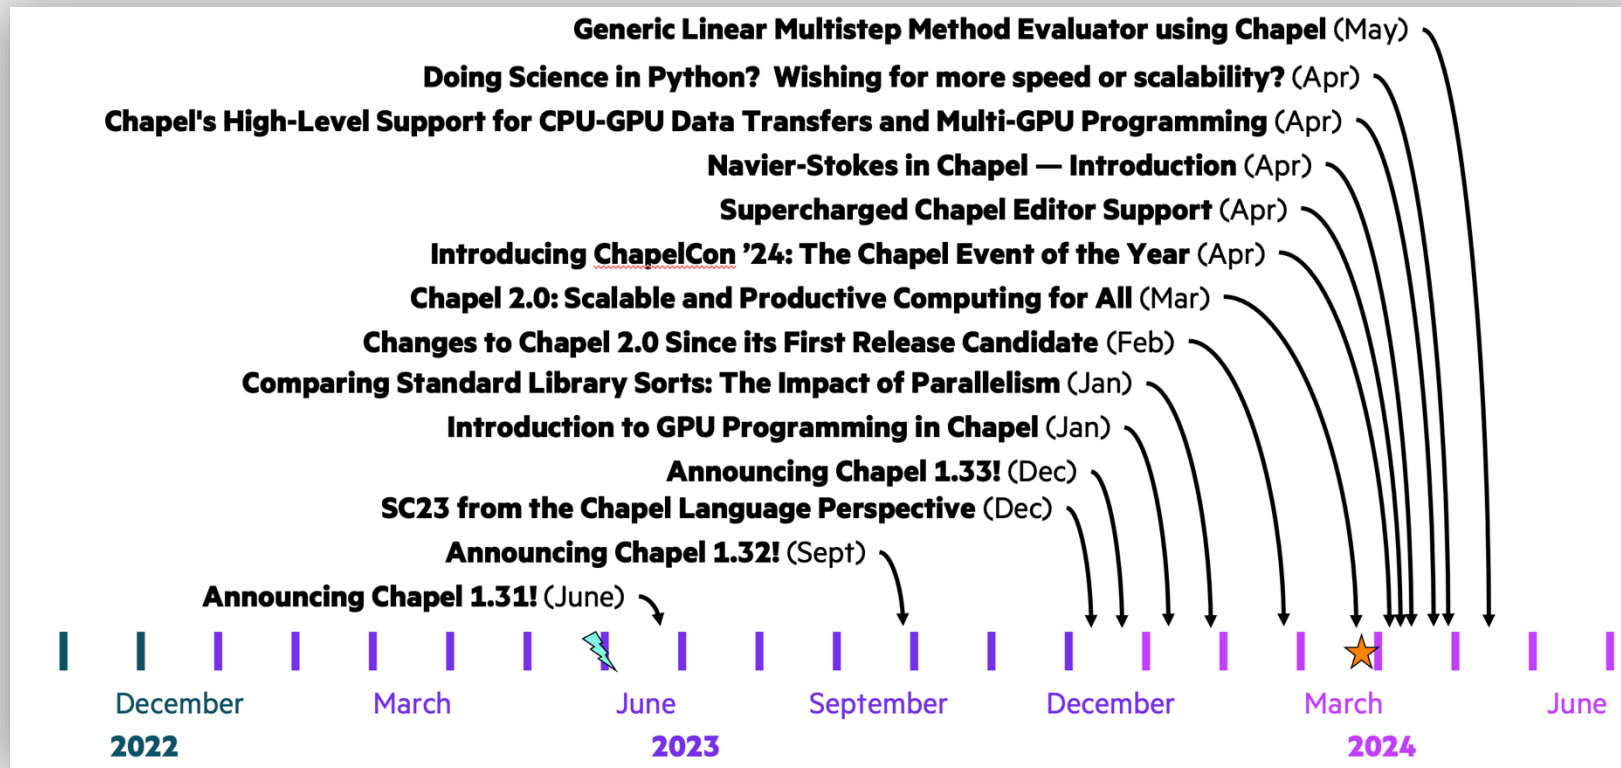 Generic Linear Multistep Method Evaluator using Chapel (May)
Doing Science in Python?  Wishing for more speed or scalability? (Apr)
Chapel's High-Level Support for CPU-GPU Data Transfers and Multi-GPU Programming (Apr)
Navier-Stokes in Chapel — Introduction (Apr)
Supercharged Chapel Editor Support (Apr)
Introducing ChapelCon ’24: The Chapel Event of the Year (Apr)
Chapel 2.0: Scalable and Productive Computing for All (Mar)
Changes to Chapel 2.0 Since its First Release Candidate (Feb)
Comparing Standard Library Sorts: The Impact of Parallelism (Jan)
Introduction to GPU Programming in Chapel (Jan)
Announcing Chapel 1.33! (Dec)
SC23 from the Chapel Language Perspective (Dec)
Announcing Chapel 1.32! (Sept)
Announcing Chapel 1.31! (June)
December March June September December March June
2022 2023 2024